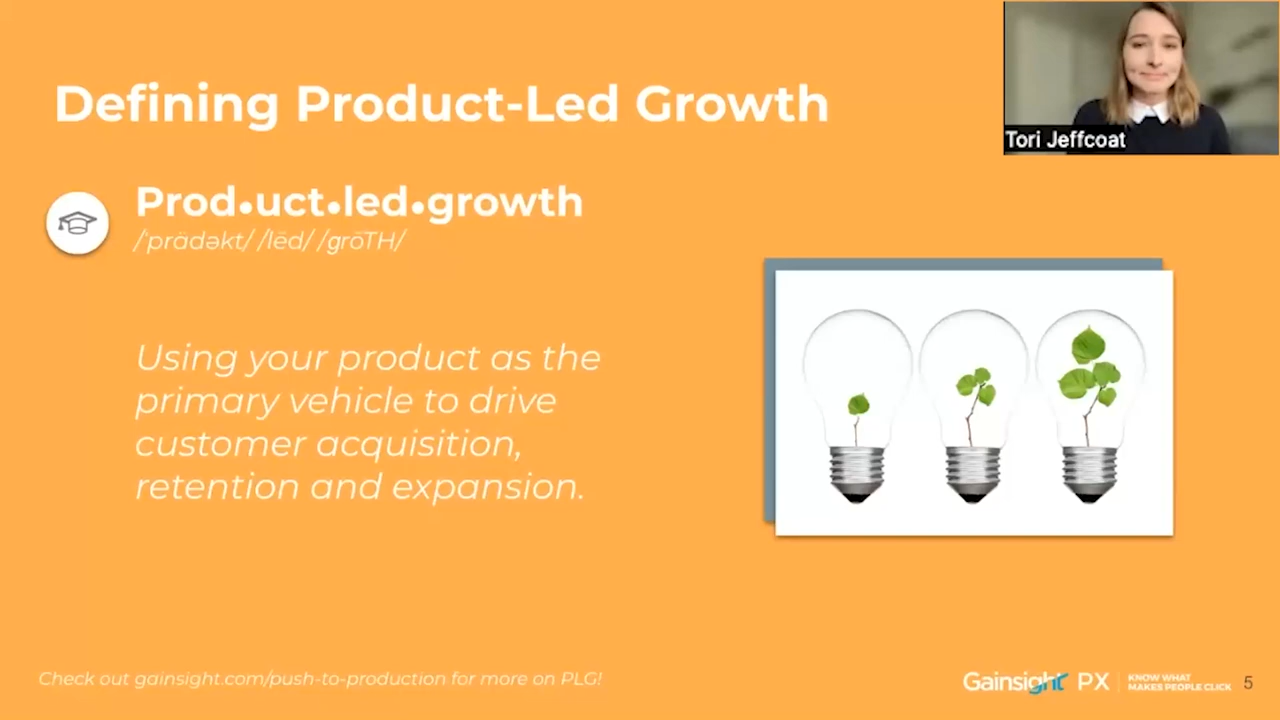 Defining Product-Led Growth
Tori Jeffcoat
Prod•uct•led•growth
/ˈprädəkt/ /lēd/ /ɡrōTH/
Using your product as the
primary vehicle to drive
customer acquisition,
retention and expansion.
Check out gainsight.com/push-to-production for more on PLG!
Gainsight PX
KNOW WHAT
MAKES PEOPLE CLICK
5